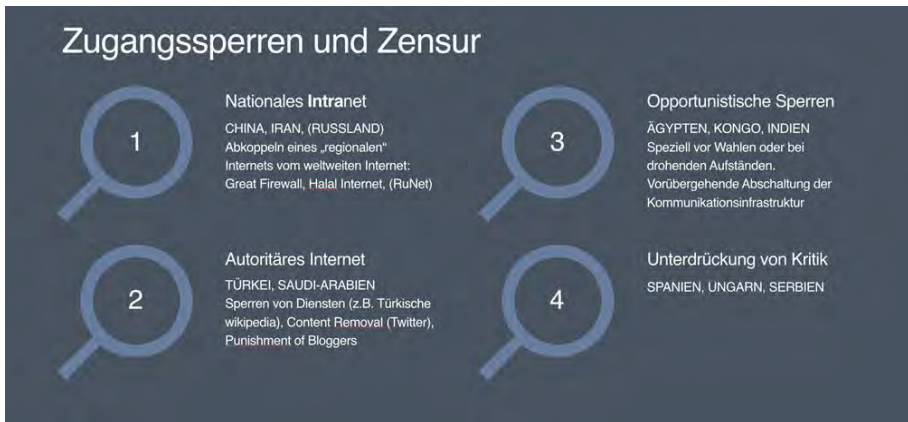 Zugangssperren und Zensur
1
Nationales Intranet
CHINA, IRAN, (RUSSLAND)
Abkoppeln eines „regionalen“
Internets vom weltweiten Internet:
Great Firewall, Halal Internet, (RuNet)
2
Autoritäres Internet
TÜRKEI, SAUDI-ARABIEN
Sperren von Diensten (z.B. Türkische
wikipedia), Content Removal (Twitter),
Punishment of Bloggers
3
Opportunistische Sperren
ÄGYPTEN, KONGO, INDIEN
Speziell vor Wahlen oder bei
drohenden Aufständen.
Vorübergehende Abschaltung der
Kommunikationsinfrastruktur
4
Unterdrückung von Kritik
SPANIEN, UNGARN, SERBIEN